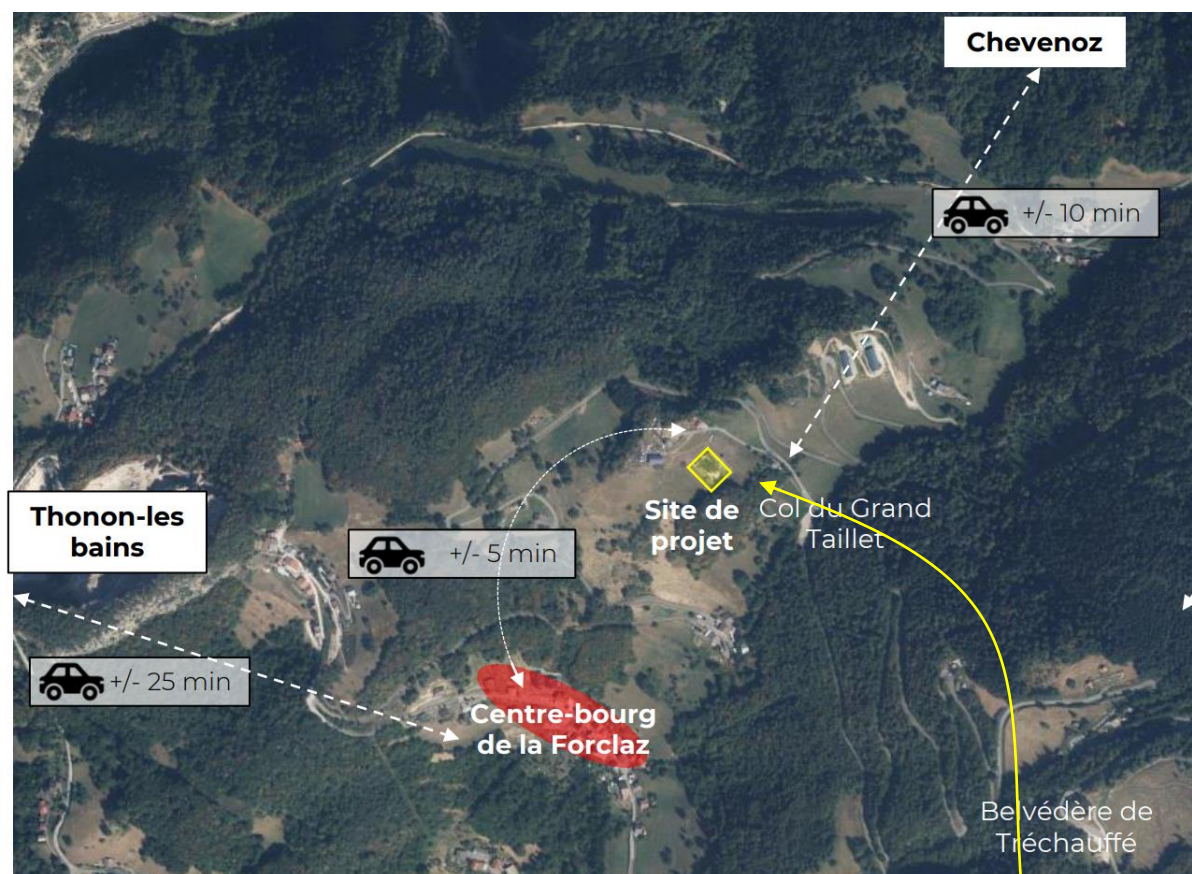 Chevenoz
+/- 10 min
Thonon-les
bains
Site de
projet
Col du Grand
Taillet
+/- 5 min
+/- 25 min
Centre-bourg
de la Forclaz
Belvédère de
Tréchauffé